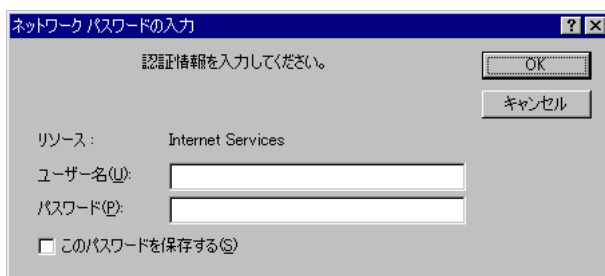 ネットワーク パスワードの入力
認証情報を入力してください。
OK
キャンセル
リソース : Internet Services
ユーザー名(U):
パスワード(P):
このパスワードを保存する(S)